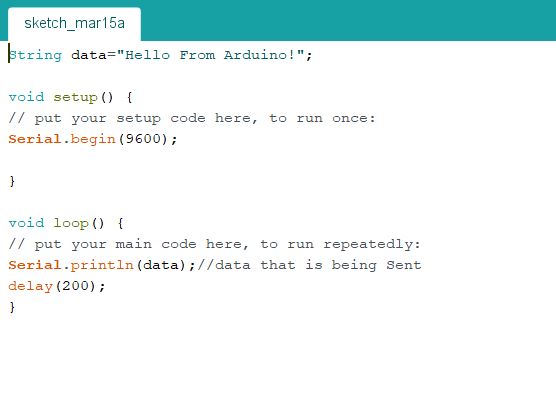 sketch_mar15a
String data="Hello From Arduino!";
void setup() {
// put your setup code here, to run once:
Serial.begin(9600);
}
void loop() {
// put your main code here, to run repeatedly:
Serial.println(data);//data that is being Sent
delay(200);
}